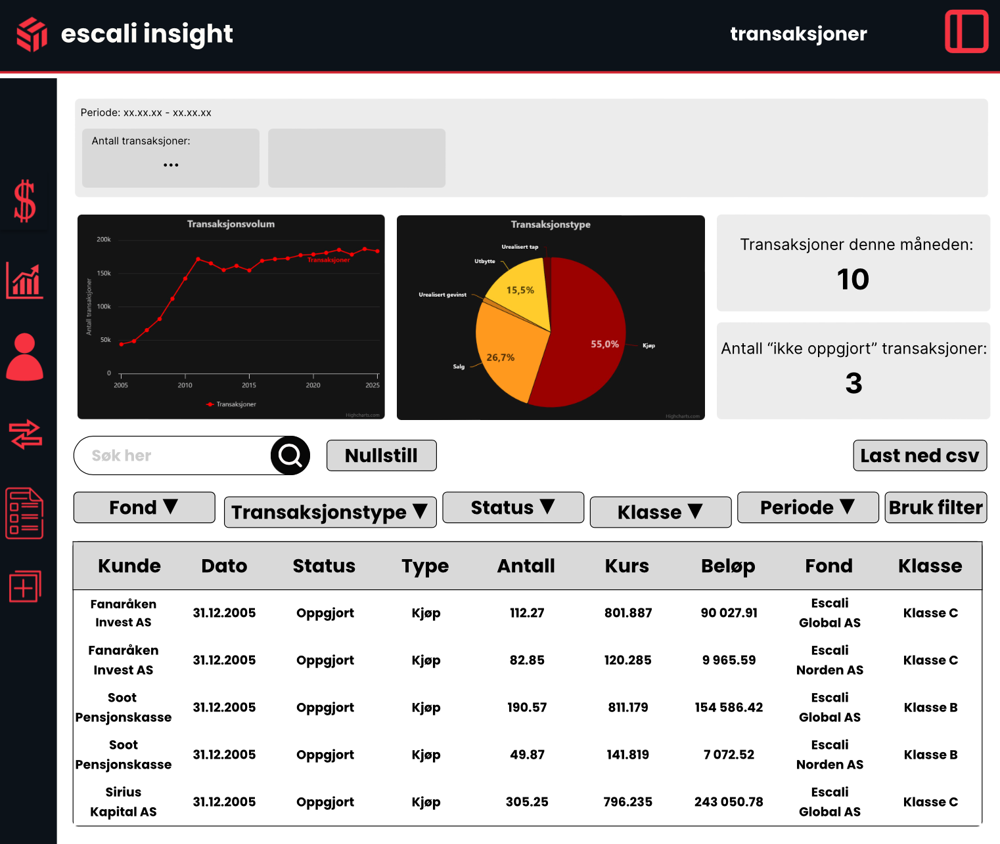 escali insight
transaksjoner
Periode: xx.xx.xx - xx.xx.xx
Antall transaksjoner:
...
Transaksjonsvolum
200k
150k
100k
50k
0
Antall transaksjoner
Transaksjoner
2005 2010 2015 2020 2025
Transaksjoner
Highcharts.com
Transaksjonstype
Urealisert tap
Utbytte
15,5%
Urealisert gevinst
55,0%
Kjøp
26,7%
Salg
Highcharts.com
Transaksjoner denne måneden:
10
Antall “ikke oppgjort” transaksjoner:
3
Søk her
Nullstill
Last ned csv
Fond ▼
Transaksjonstype ▼
Status ▼
Klasse ▼
Periode ▼
Bruk filter
Kunde Dato Status Type Antall Kurs Beløp Fond Klasse
Fanaråken
Invest AS
31.12.2005 Oppgjort Kjøp 112.27 801.887 90 027.91
Escali
Global AS
Klasse C
Fanaråken
Invest AS
31.12.2005 Oppgjort Kjøp 82.85 120.285 9 965.59
Escali
Norden AS
Klasse C
Soot
Pensjonskasse
31.12.2005 Oppgjort Kjøp 190.57 811.179 154 586.42
Escali
Global AS
Klasse B
Soot
Pensjonskasse
31.12.2005 Oppgjort Kjøp 49.87 141.819 7 072.52
Escali
Norden AS
Klasse B
Sirius
Kapital AS
31.12.2005 Oppgjort Kjøp 305.25 796.235 243 050.78
Escali
Global AS
Klasse C